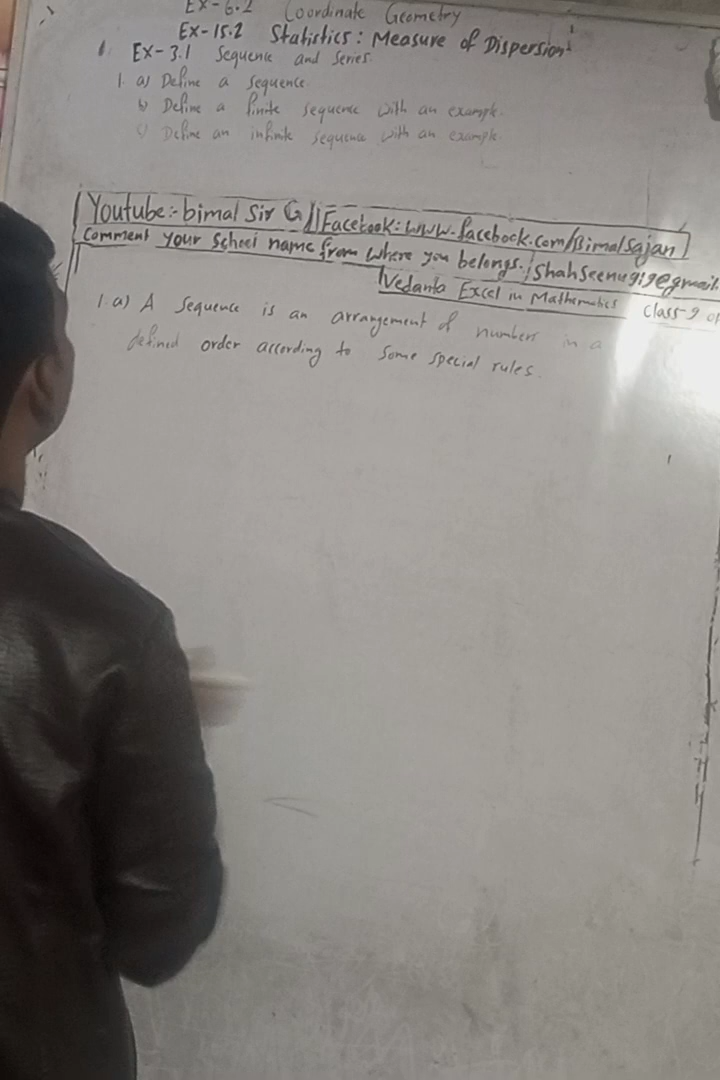 Ex-6.2 Coordinate Geometry
Ex-15.2 Statistics: Measure of Dispersion
Ex-3.1 Sequence and series
1. a) Define a sequence.
b) Define a finite sequence with an example.
c) Define an infinite sequence with an example
Youtube:- bimal Sir G || Facebook: www.facebook.com/BimalSajan
Comment your School name from where you belongs.
Vedanta Excel in Mathematics Class-9
1. a) A sequence is an arrangement of numbers in a
defined order according to some special rules.